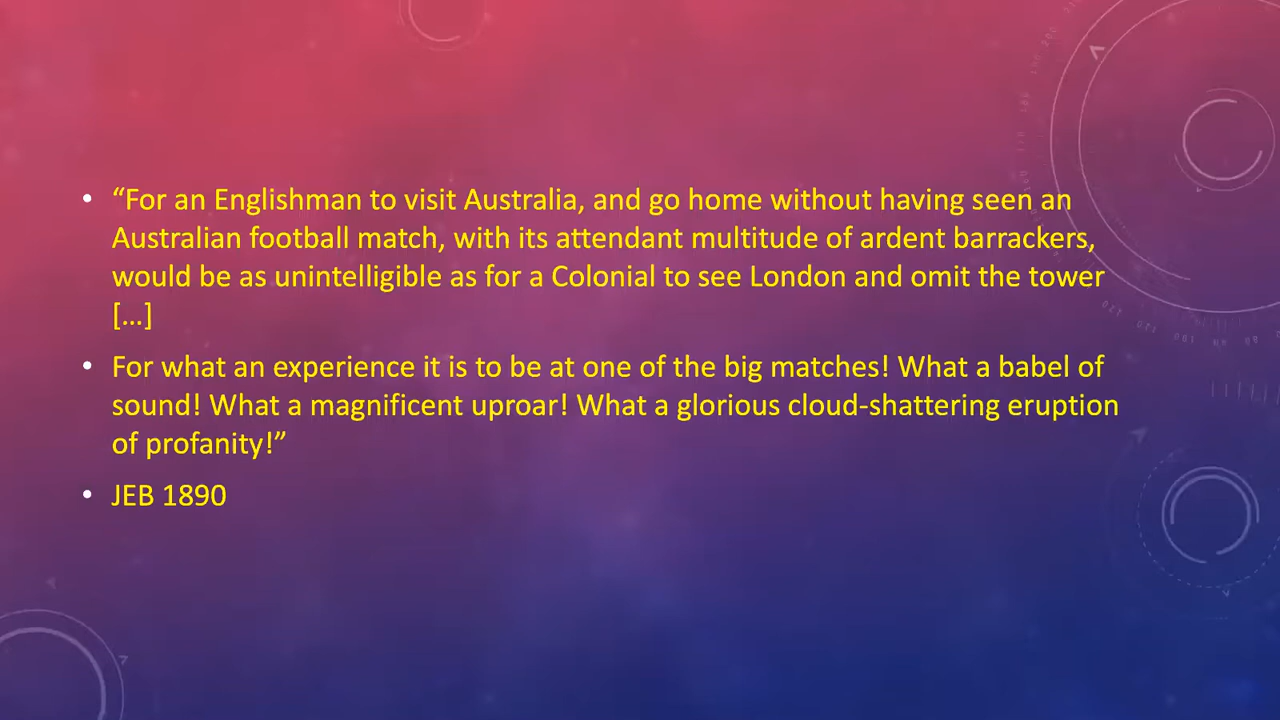 • “For an Englishman to visit Australia, and go home without having seen an
Australian football match, with its attendant multitude of ardent barrackers,
would be as unintelligible as for a Colonial to see London and omit the tower
[…]
• For what an experience it is to be at one of the big matches! What a babel of
sound! What a magnificent uproar! What a glorious cloud-shattering eruption
of profanity!”
• JEB 1890